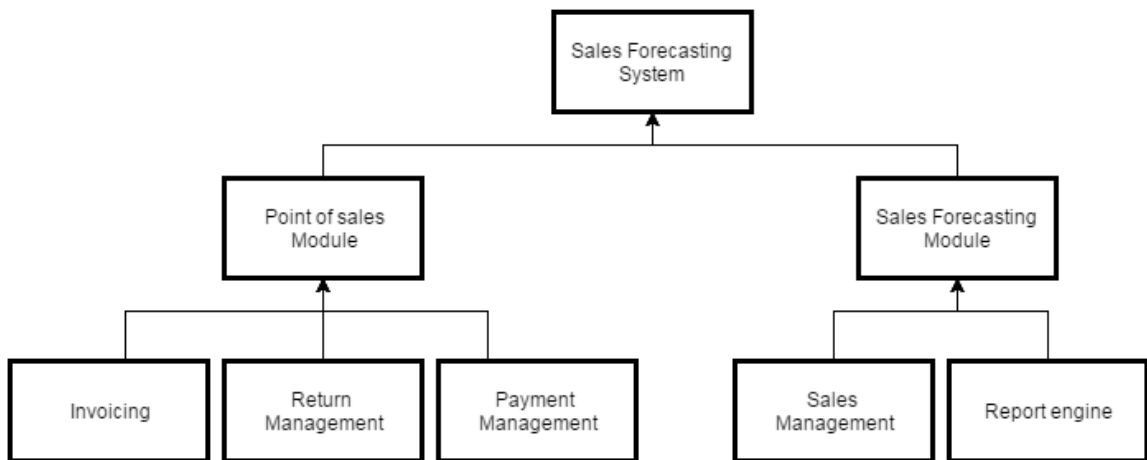 Sales Forecasting
System
Point of sales
Module
Sales Forecasting
Module
Invoicing
Return
Management
Payment
Management
Sales
Management
Report engine